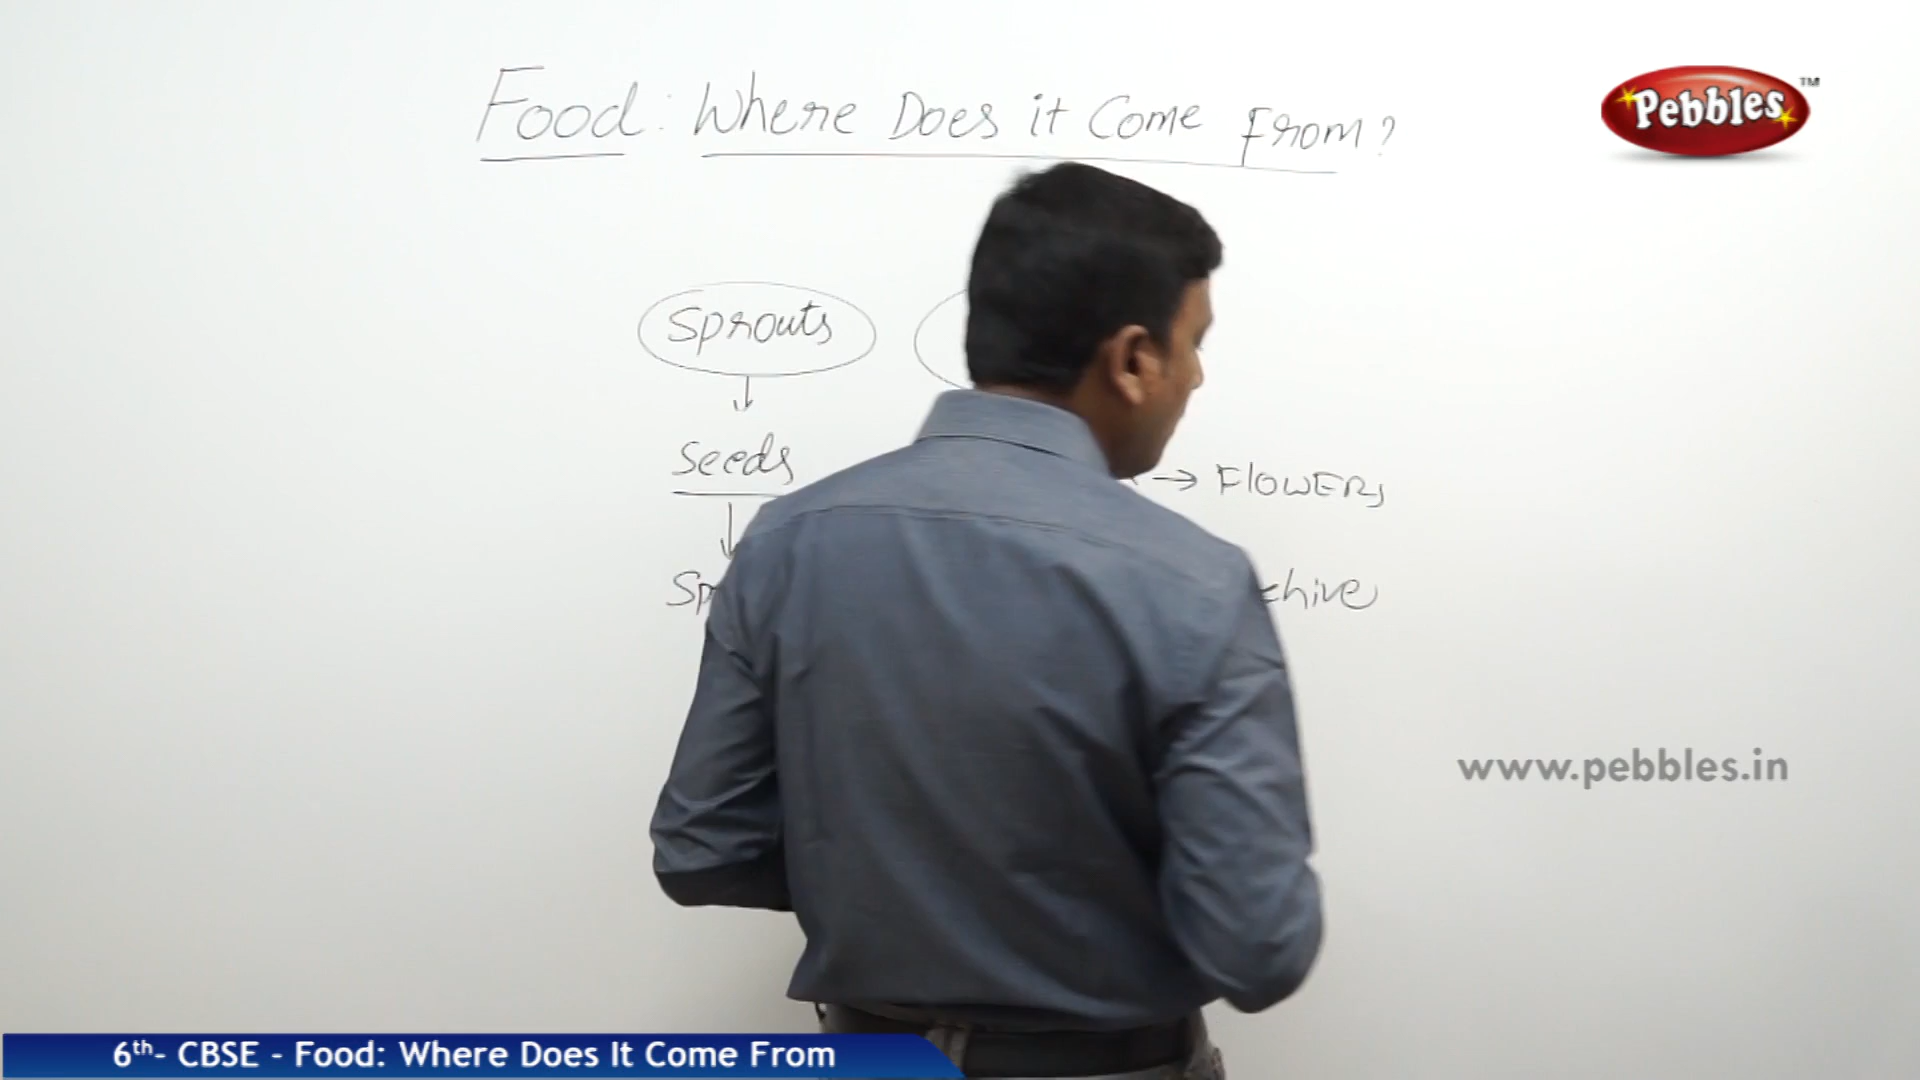 Food: Where Does it Come From?
Pebbles™
Sprouts
Seeds
→ FLOWERS
www.pebbles.in
6th- CBSE - Food: Where Does It Come From